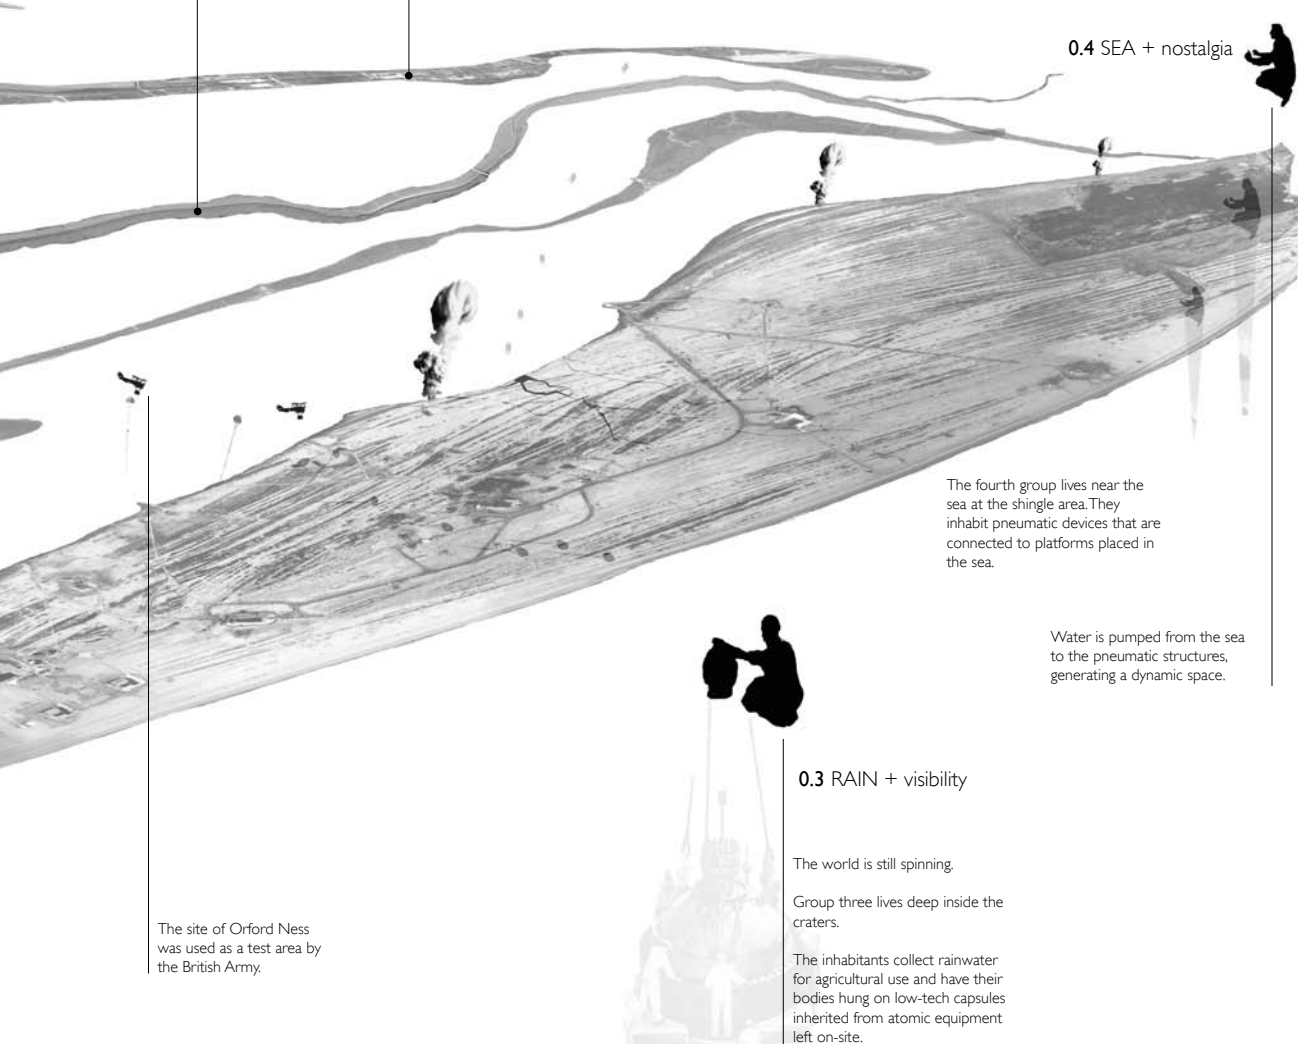 0.4 SEA + nostalgia
The fourth group lives near the
sea at the shingle area.They
inhabit pneumatic devices that are
connected to platforms placed in
the sea.
Water is pumped from the sea
to the pneumatic structures,
generating a dynamic space.
0.3 RAIN + visibility
The world is still spinning.
Group three lives deep inside the
craters.
The inhabitants collect rainwater
for agricultural use and have their
bodies hung on low-tech capsules
inherited from atomic equipment
left on-site.
The site of Orford Ness
was used as a test area by
the British Army.